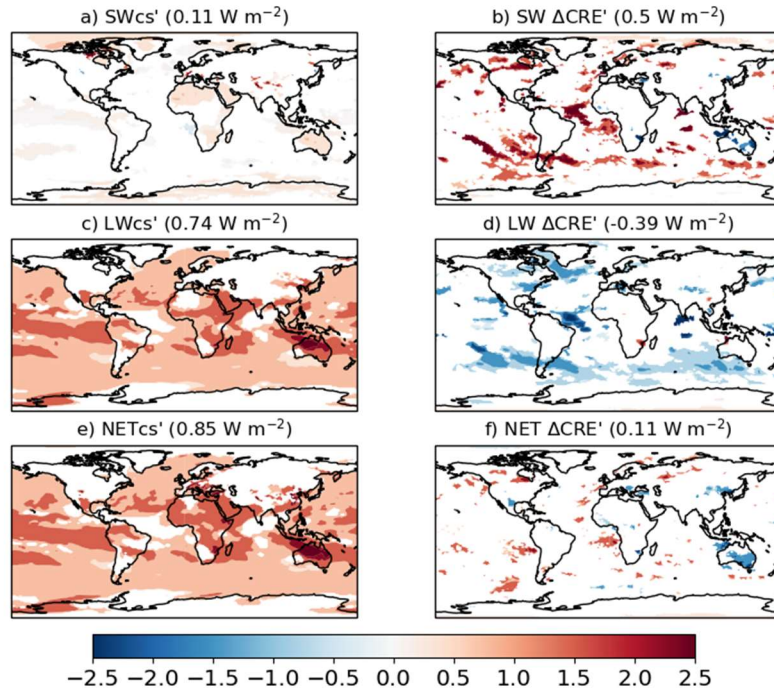 a) SWcs' (0.11 W m⁻²)
b) SW ΔCRE' (0.5 W m⁻²)
c) LWcs' (0.74 W m⁻²)
d) LW ΔCRE' (-0.39 W m⁻²)
e) NETcs' (0.85 W m⁻²)
f) NET ΔCRE' (0.11 W m⁻²)
−2.5 −2.0 −1.5 −1.0 −0.5 0.0 0.5 1.0 1.5 2.0 2.5